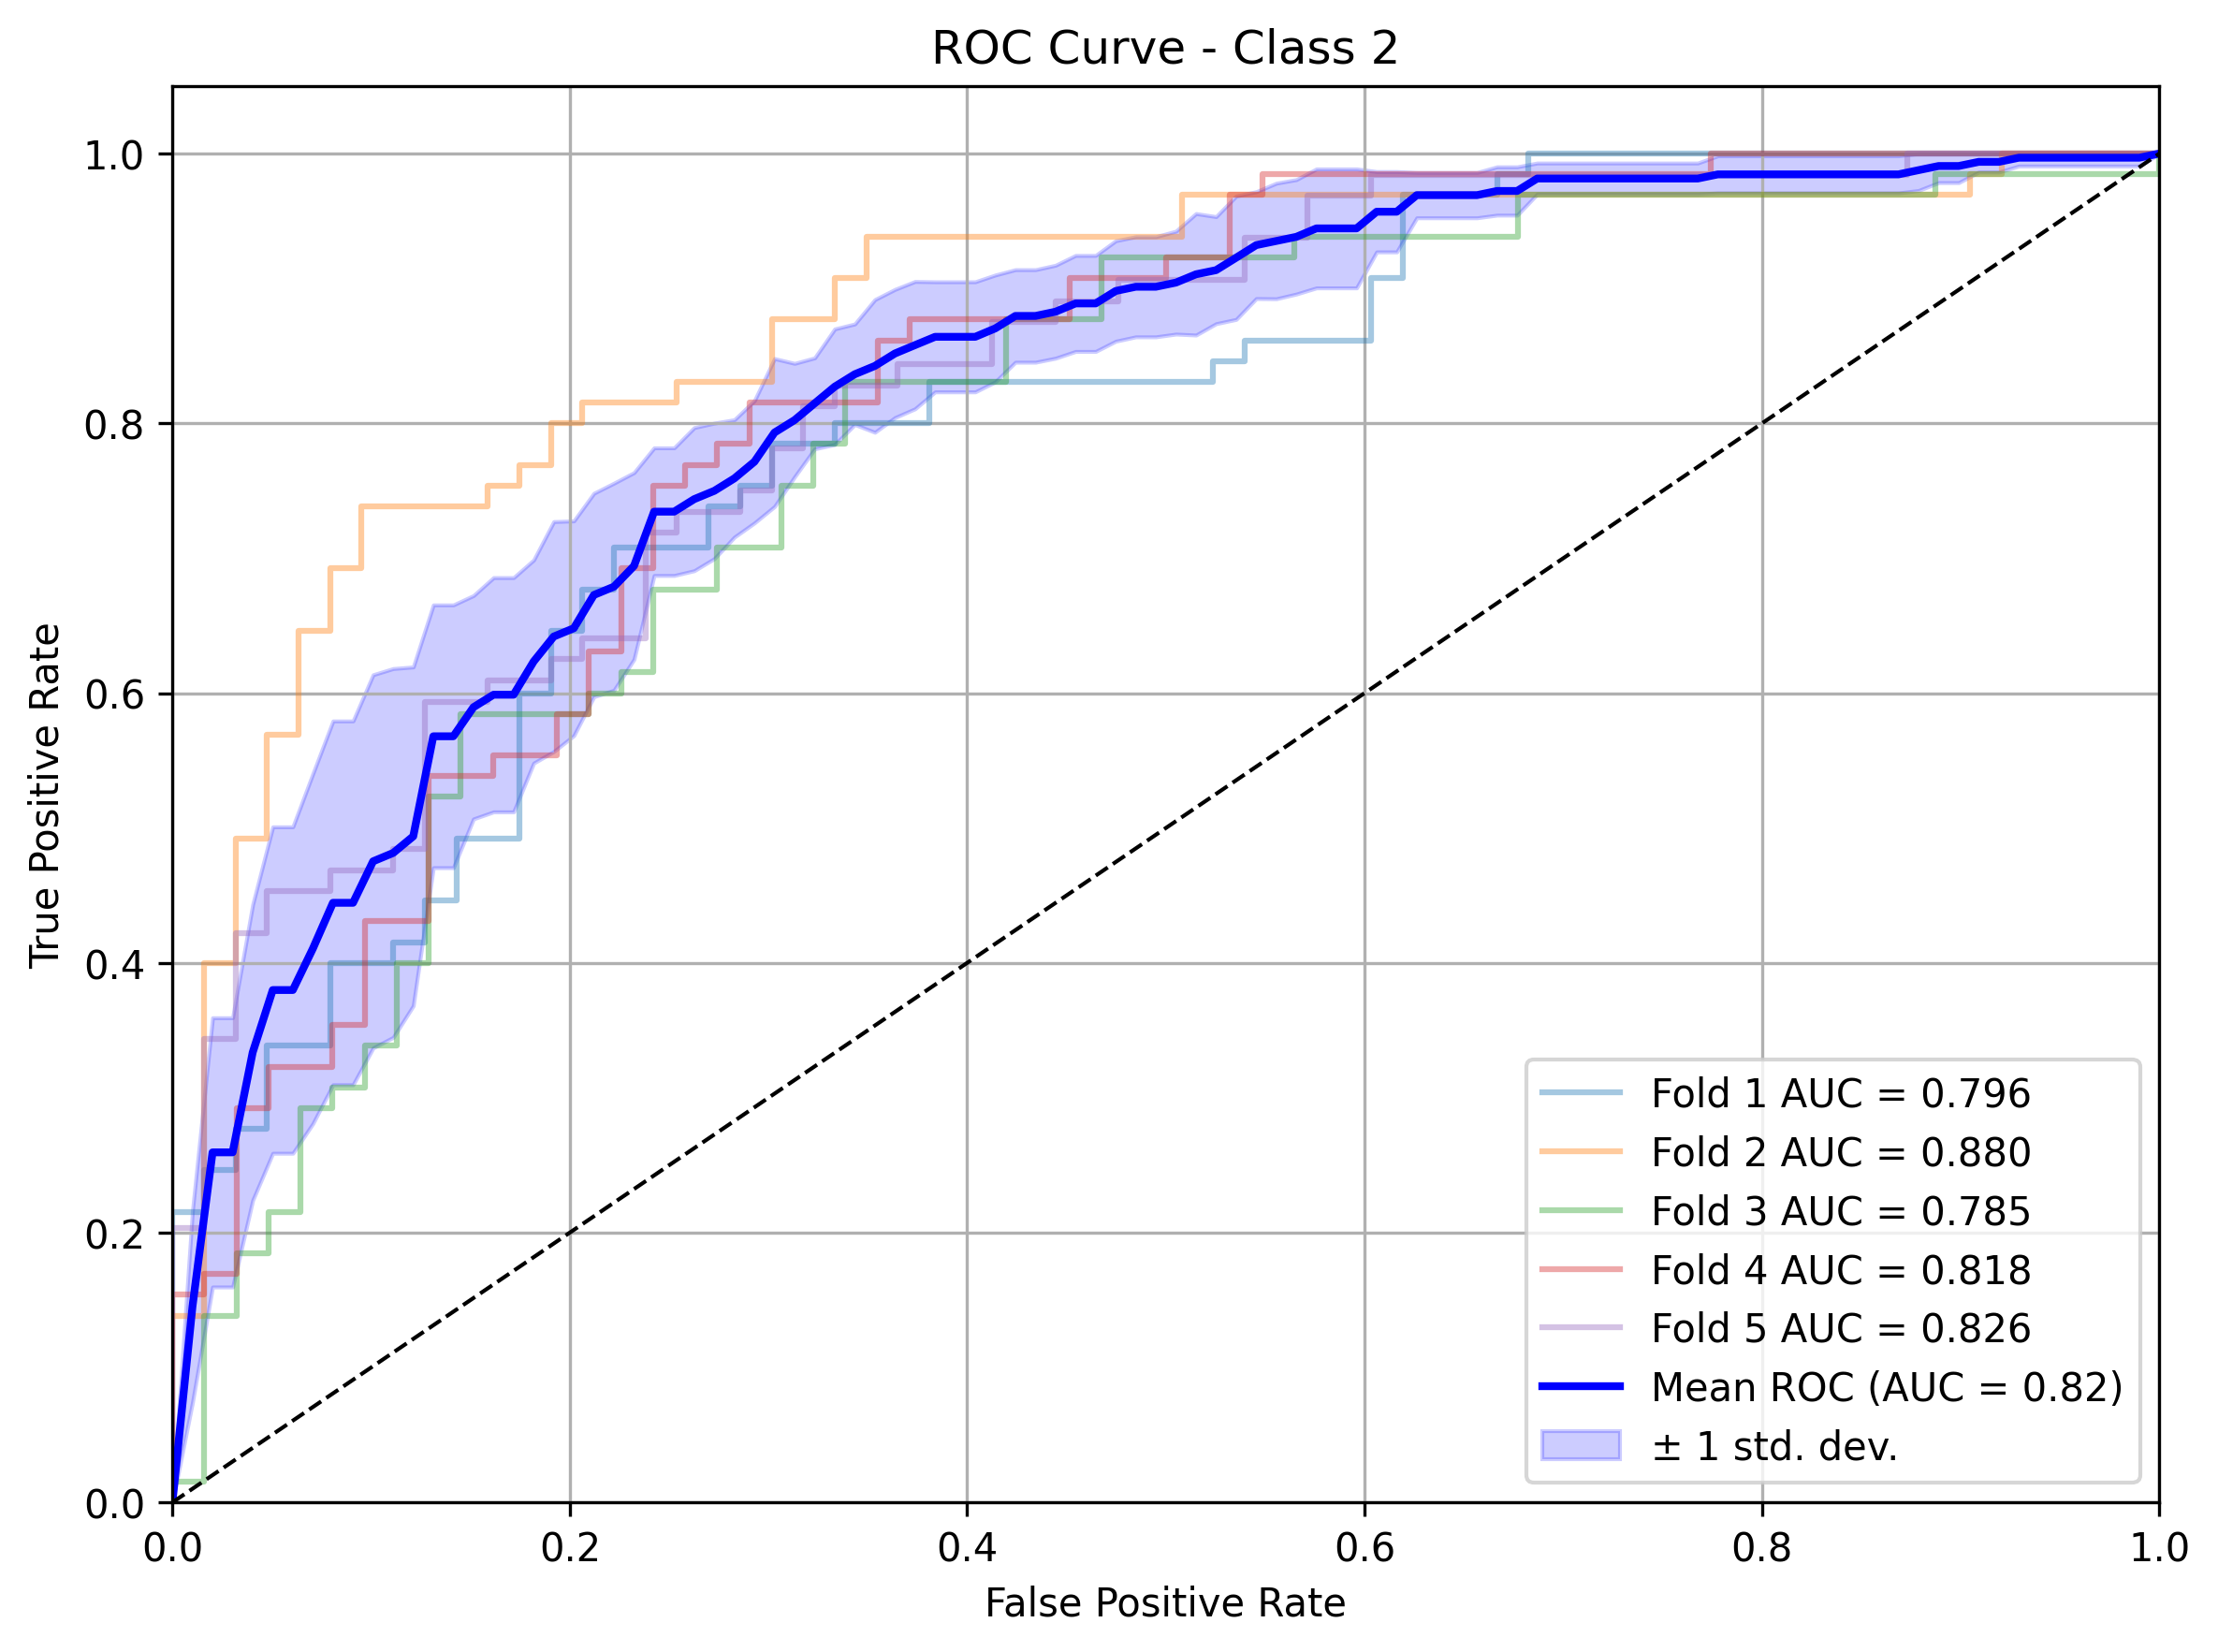 ROC Curve - Class 2
True Positive Rate
1.0
0.8
0.6
0.4
0.2
0.0
0.0 0.2 0.4 0.6 0.8 1.0
False Positive Rate
Fold 1 AUC = 0.796
Fold 2 AUC = 0.880
Fold 3 AUC = 0.785
Fold 4 AUC = 0.818
Fold 5 AUC = 0.826
Mean ROC (AUC = 0.82)
± 1 std. dev.